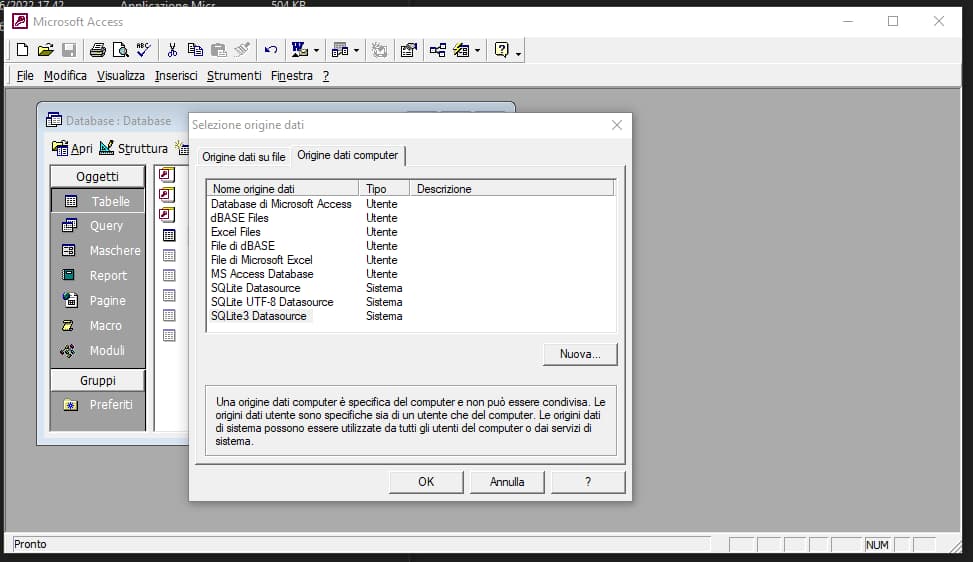 6/2022 17.42 Applicazione Micr... 504 KB
Microsoft Access
File Modifica Visualizza Inserisci Strumenti Finestra ?
Database : Database
Apri Struttura
Oggetti
Tabelle
Query
Maschere
Report
Pagine
Macro
Moduli
Gruppi
Preferiti
Selezione origine dati
Origine dati su file Origine dati computer
Nome origine dati Tipo Descrizione
Database di Microsoft Access Utente
dBASE Files Utente
Excel Files Utente
File di dBASE Utente
File di Microsoft Excel Utente
MS Access Database Utente
SQLite Datasource Sistema
SQLite UTF-8 Datasource Sistema
SQLite3 Datasource Sistema
Nuova...
Una origine dati computer è specifica del computer e non può essere condivisa. Le
origini dati utente sono specifiche sia di un utente che del computer. Le origini dati
di sistema possono essere utilizzate da tutti gli utenti del computer o dai servizi di
sistema.
OK Annulla ?
Pronto NUM